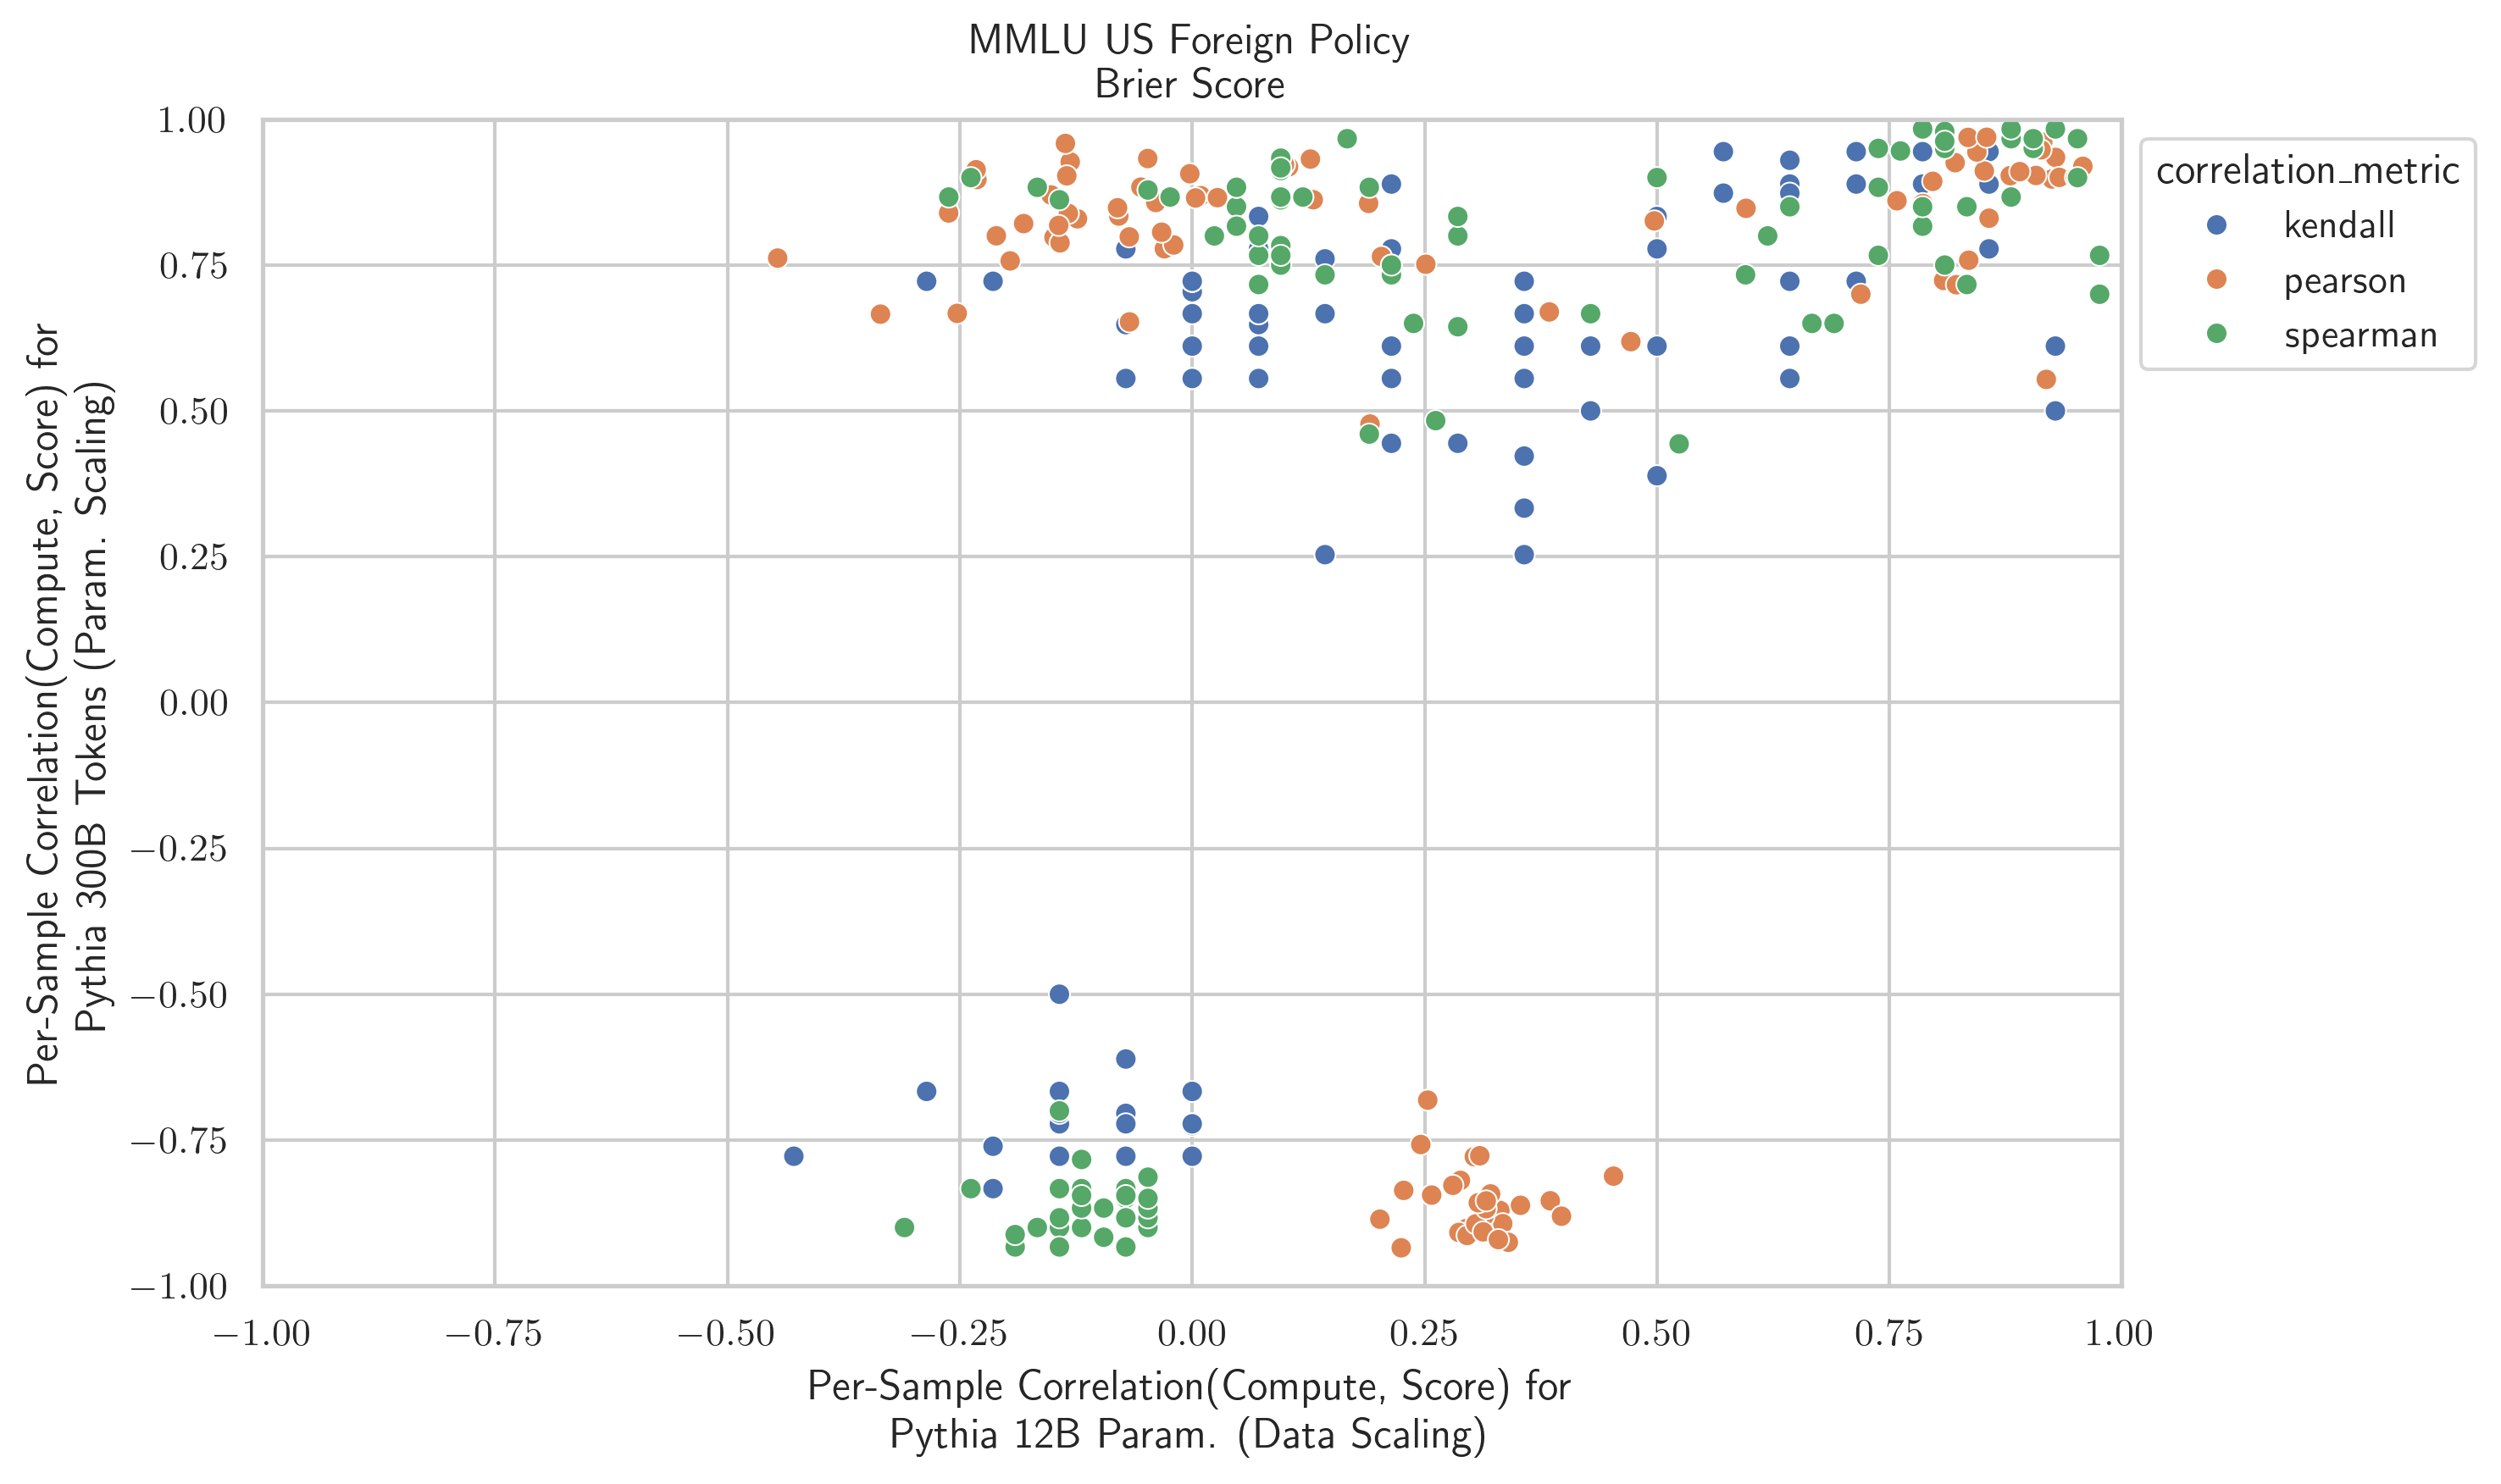 MMLU US Foreign Policy
Brier Score
Per-Sample Correlation(Compute, Score) for
Pythia 300B Tokens (Param. Scaling)
1.00
0.75
0.50
0.25
0.00
−0.25
−0.50
−0.75
−1.00
−1.00 −0.75 −0.50 −0.25 0.00 0.25 0.50 0.75 1.00
Per-Sample Correlation(Compute, Score) for
Pythia 12B Param. (Data Scaling)
correlation_metric
kendall
pearson
spearman